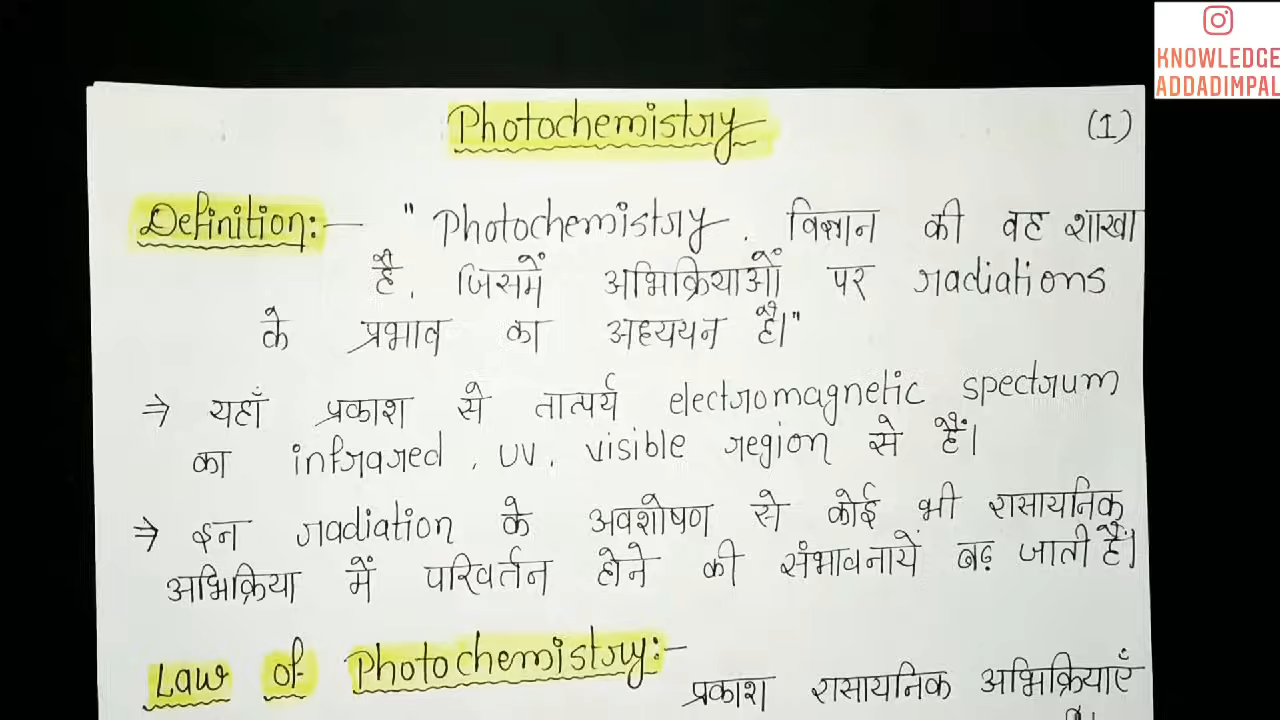 KNOWLEDGE
ADDADIMPAL
Photochemistry
(1)
Definition:— " Photochemistry, विज्ञान की वह शाखा
है, जिसमें अभिक्रियाओं पर radiations
के प्रभाव का अध्ययन है।"
⇒ यहाँ प्रकाश से तात्पर्य electromagnetic spectrum
का infrared, UV, visible region से हैं।
⇒ इन radiation के अवशोषण से कोई भी रासायनिक
अभिक्रिया में परिवर्तन होने की संभावनायें बढ़ जाती हैं।
Law of Photochemistry:-
प्रकाश रासायनिक अभिक्रियाएँ